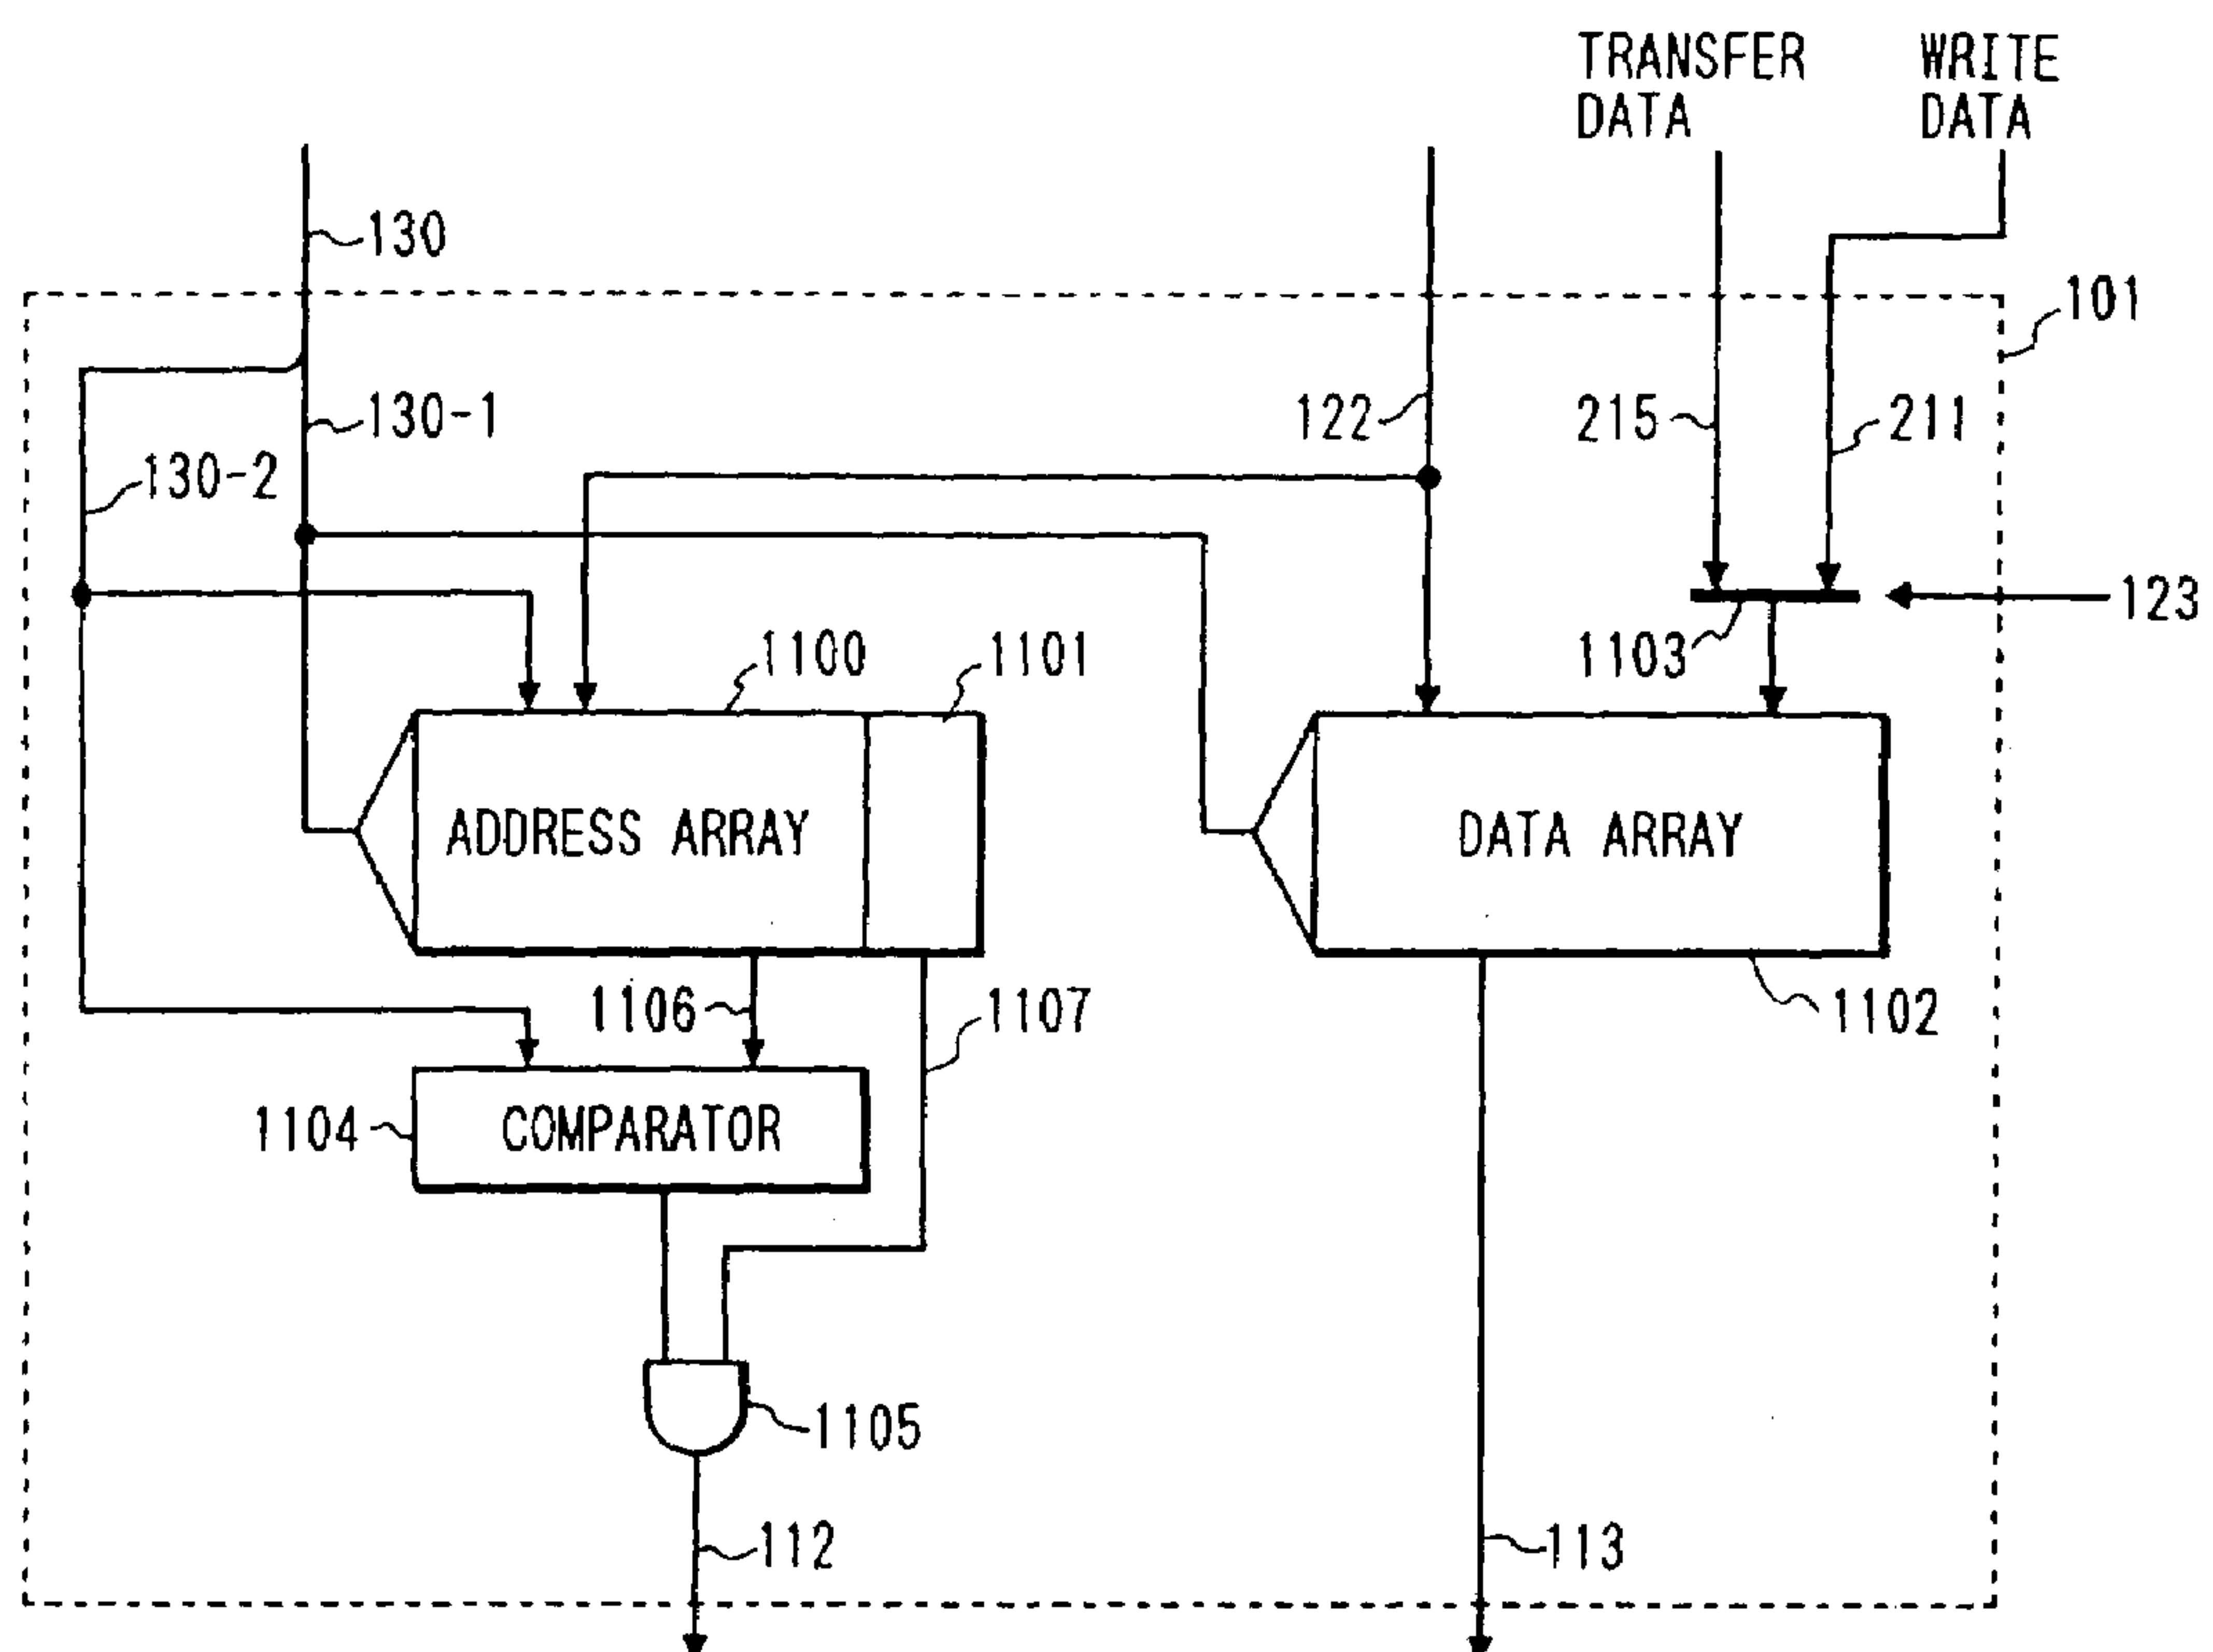 TRANSFER
DATA
WRITE
DATA
130
101
130-1
122
215
211
130-2
123
1100
1101
1103
ADDRESS ARRAY
DATA ARRAY
1106
1107
1102
1104
COMPARATOR
1105
112
113